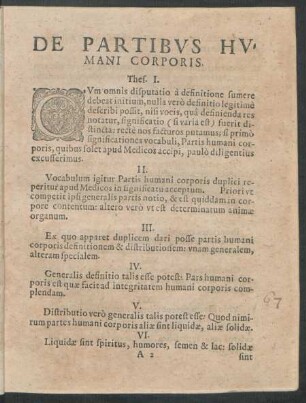 DE PARTIBVS HV-
MANI CORPORIS.
Thes. I.
CVm omnis disputatio à definitione sumere
debeat initium, nulla verò definitio legitimè
describi possit, nisi vocis, quâ definienda res
notatur, significatio (si varia est) fuerit di-
stincta: rectè nos facturos putamus, si primò
significationes vocabuli, Partis humani cor-
poris, quibus solet apud Medicos accipi, paulò diligentius
excusserimus.
II.
Vocabulum igitur Partis humani corporis duplici re-
peritur apud Medicos in significatu acceptum. Priori vt
competit ipsi generalis partis notio, & est quiddam in cor-
pore contentum: altero verò vt est determinatum animæ
organum.
III.
Ex quo apparet duplicem dari posse partis humani
corporis definitionem & distributionem: vnam generalem,
alteram specialem.
IV.
Generalis definitio talis esse potest: Pars humani cor-
poris est quæ facit ad integritatem humani corporis com-
plendam.
V.
Distributio verò generalis talis potest esse: Quod nimi-
rum partes humani corporis aliæ sint liquidæ, aliæ solidæ.
VI.
Liquidæ sint spiritus, humores, semen & lac: solidæ
A 2 sint